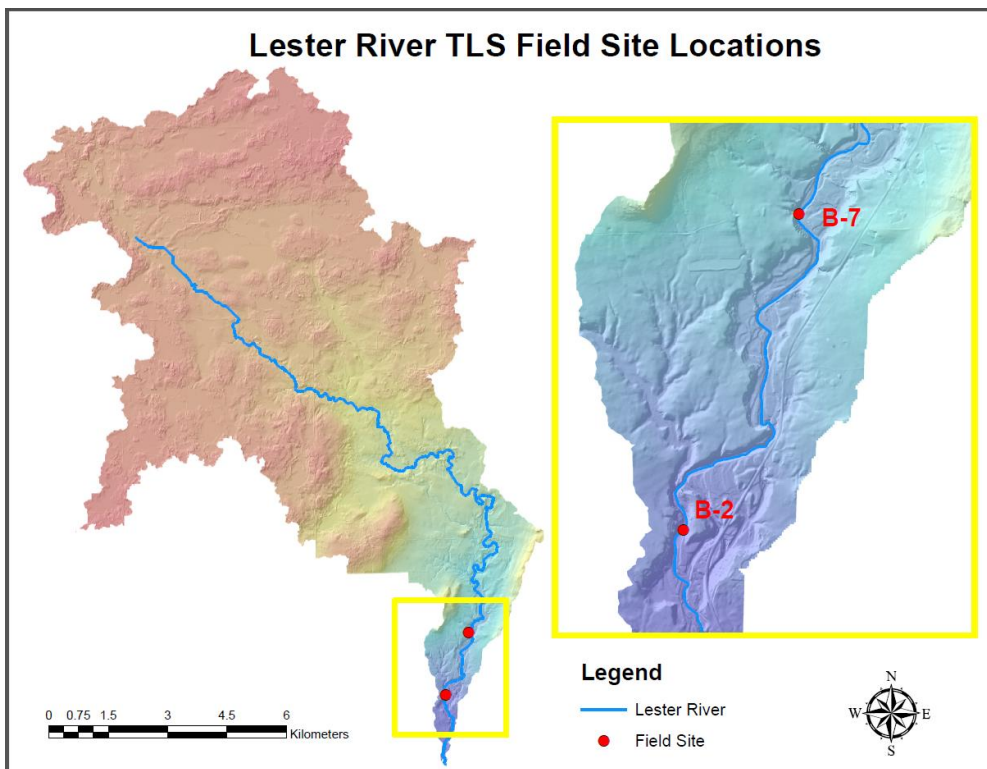 Lester River TLS Field Site Locations
B-7
B-2
Legend
Lester River
Field Site
N
W E
S
0 0.75 1.5 3 4.5 6
Kilometers